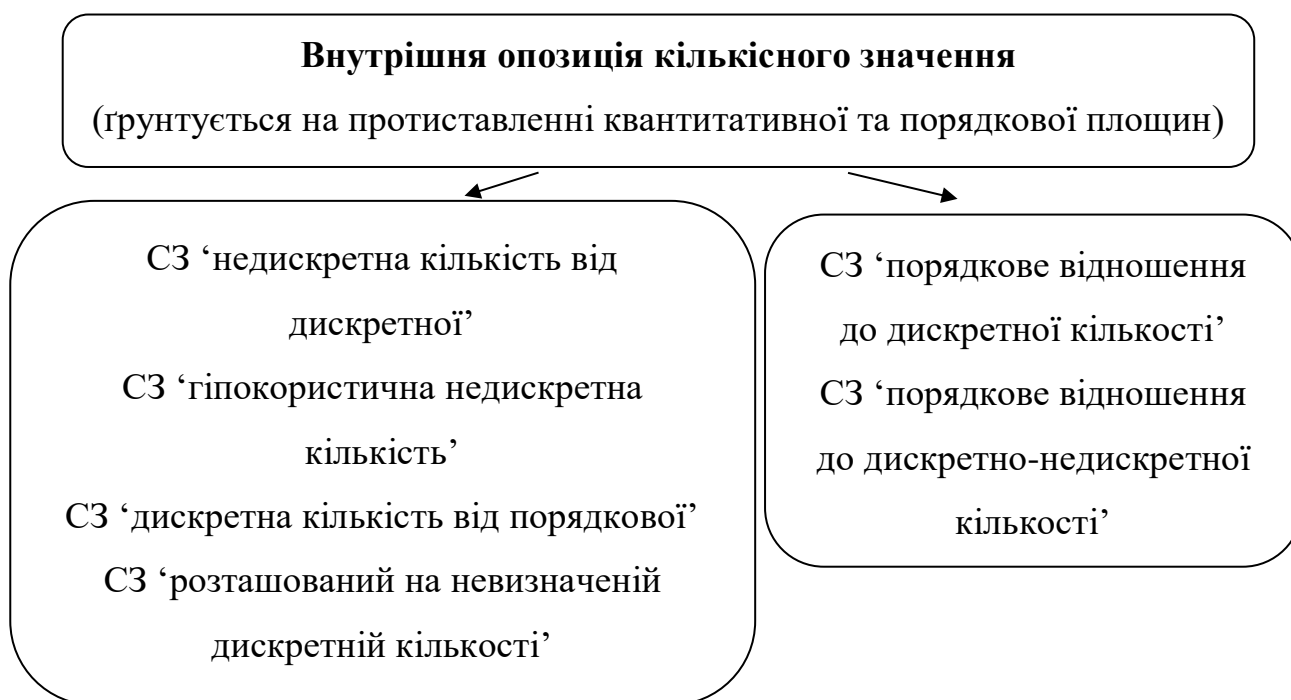 Внутрішня опозиція кількісного значення
(ґрунтується на протиставленні квантитативної та порядкової площин)
СЗ ‘недискретна кількість від
дискретної’
СЗ ‘гіпокористична недискретна
кількість’
СЗ ‘дискретна кількість від порядкової’
СЗ ‘розташований на невизначеній
дискретній кількості’
СЗ ‘порядкове відношення
до дискретної кількості’
СЗ ‘порядкове відношення
до дискретно-недискретної
кількості’